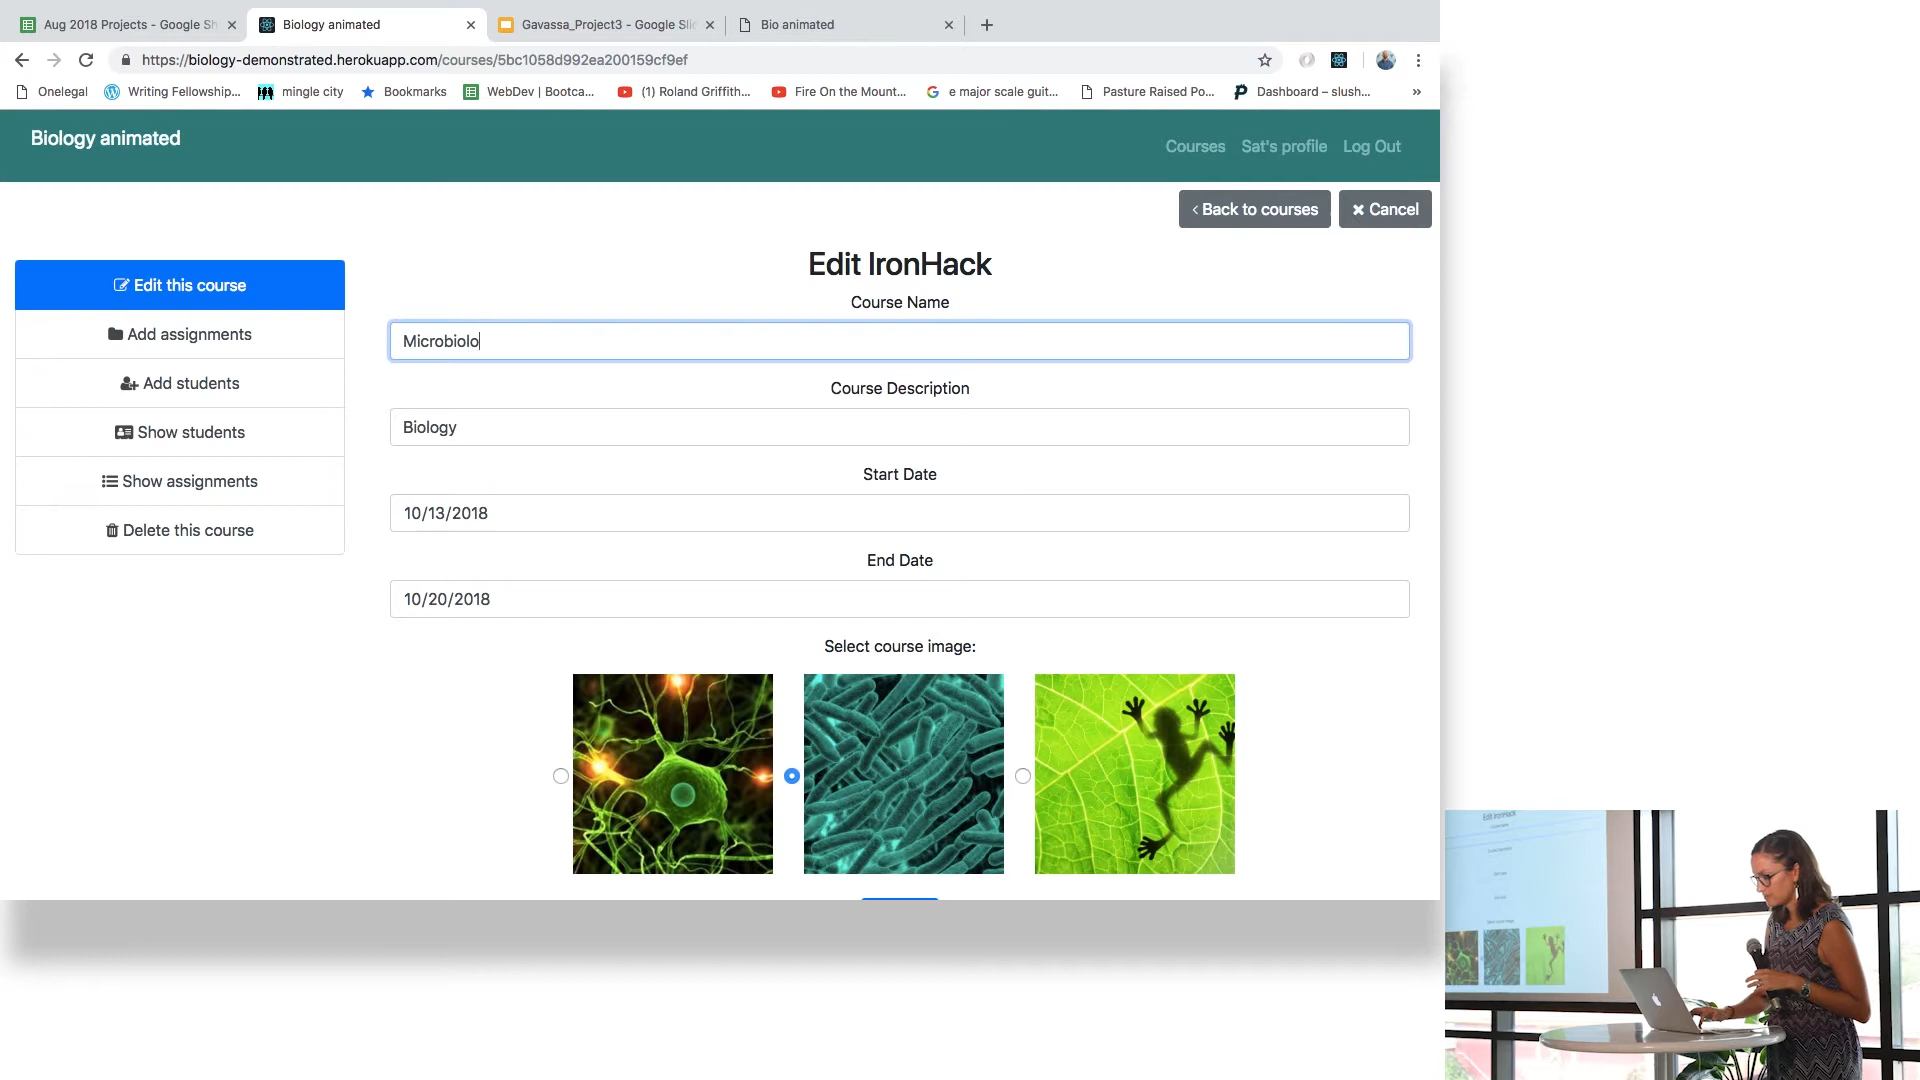 Aug 2018 Projects - Google Sh
Biology animated
Gavassa_Project3 - Google Slid
Bio animated
https://biology-demonstrated.herokuapp.com/courses/5bc1058d992ea200159cf9ef
Onelegal
Writing Fellowship...
mingle city
Bookmarks
WebDev | Bootca...
(1) Roland Griffith...
Fire On the Mount...
e major scale guit...
Pasture Raised Po...
Dashboard – slush...
»
Biology animated
Courses
Sat's profile
Log Out
‹ Back to courses
✖ Cancel
Edit this course
Add assignments
Add students
Show students
Show assignments
Delete this course
Edit IronHack
Course Name
Microbiolo
Course Description
Biology
Start Date
10/13/2018
End Date
10/20/2018
Select course image:
Edit IronHack